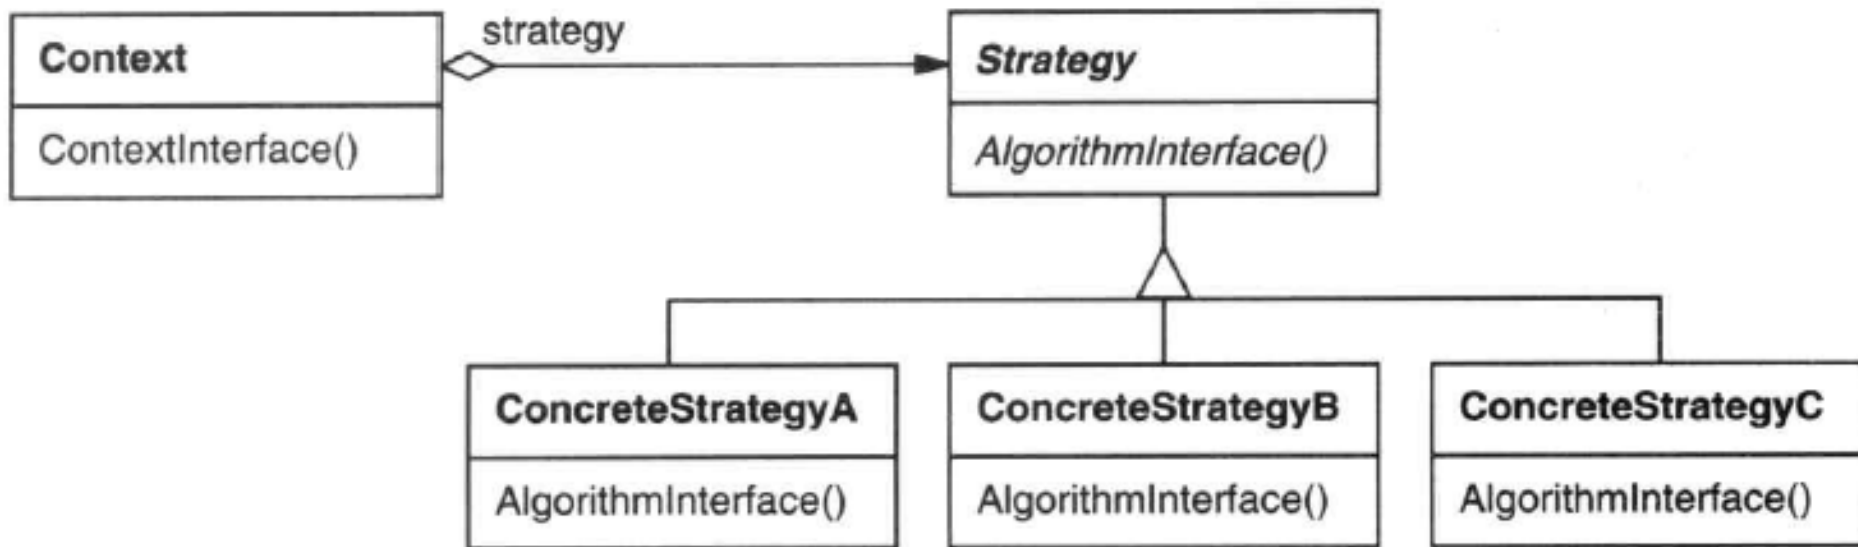 Context
strategy
Strategy
ContextInterface()
AlgorithmInterface()
ConcreteStrategyA
ConcreteStrategyB
ConcreteStrategyC
AlgorithmInterface()
AlgorithmInterface()
AlgorithmInterface()